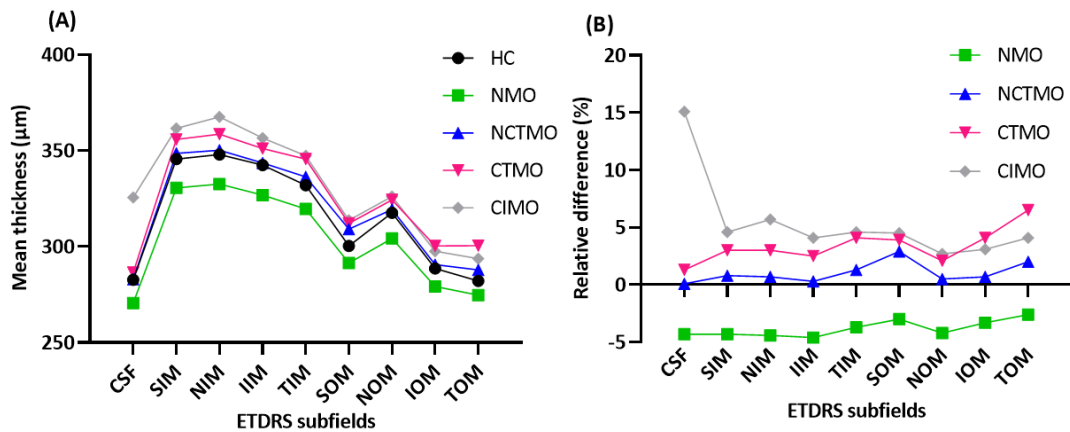 (A)
Mean thickness (µm)
400
350
300
250
HC
NMO
NCTMO
CTMO
CIMO
CSF
SIM
NIM
IIM
TIM
SOM
NOM
IOM
TOM
ETDRS subfields
(B)
Relative difference (%)
20
15
10
5
0
-5
NMO
NCTMO
CTMO
CIMO
CSF
SIM
NIM
IIM
TIM
SOM
NOM
IOM
TOM
ETDRS subfields